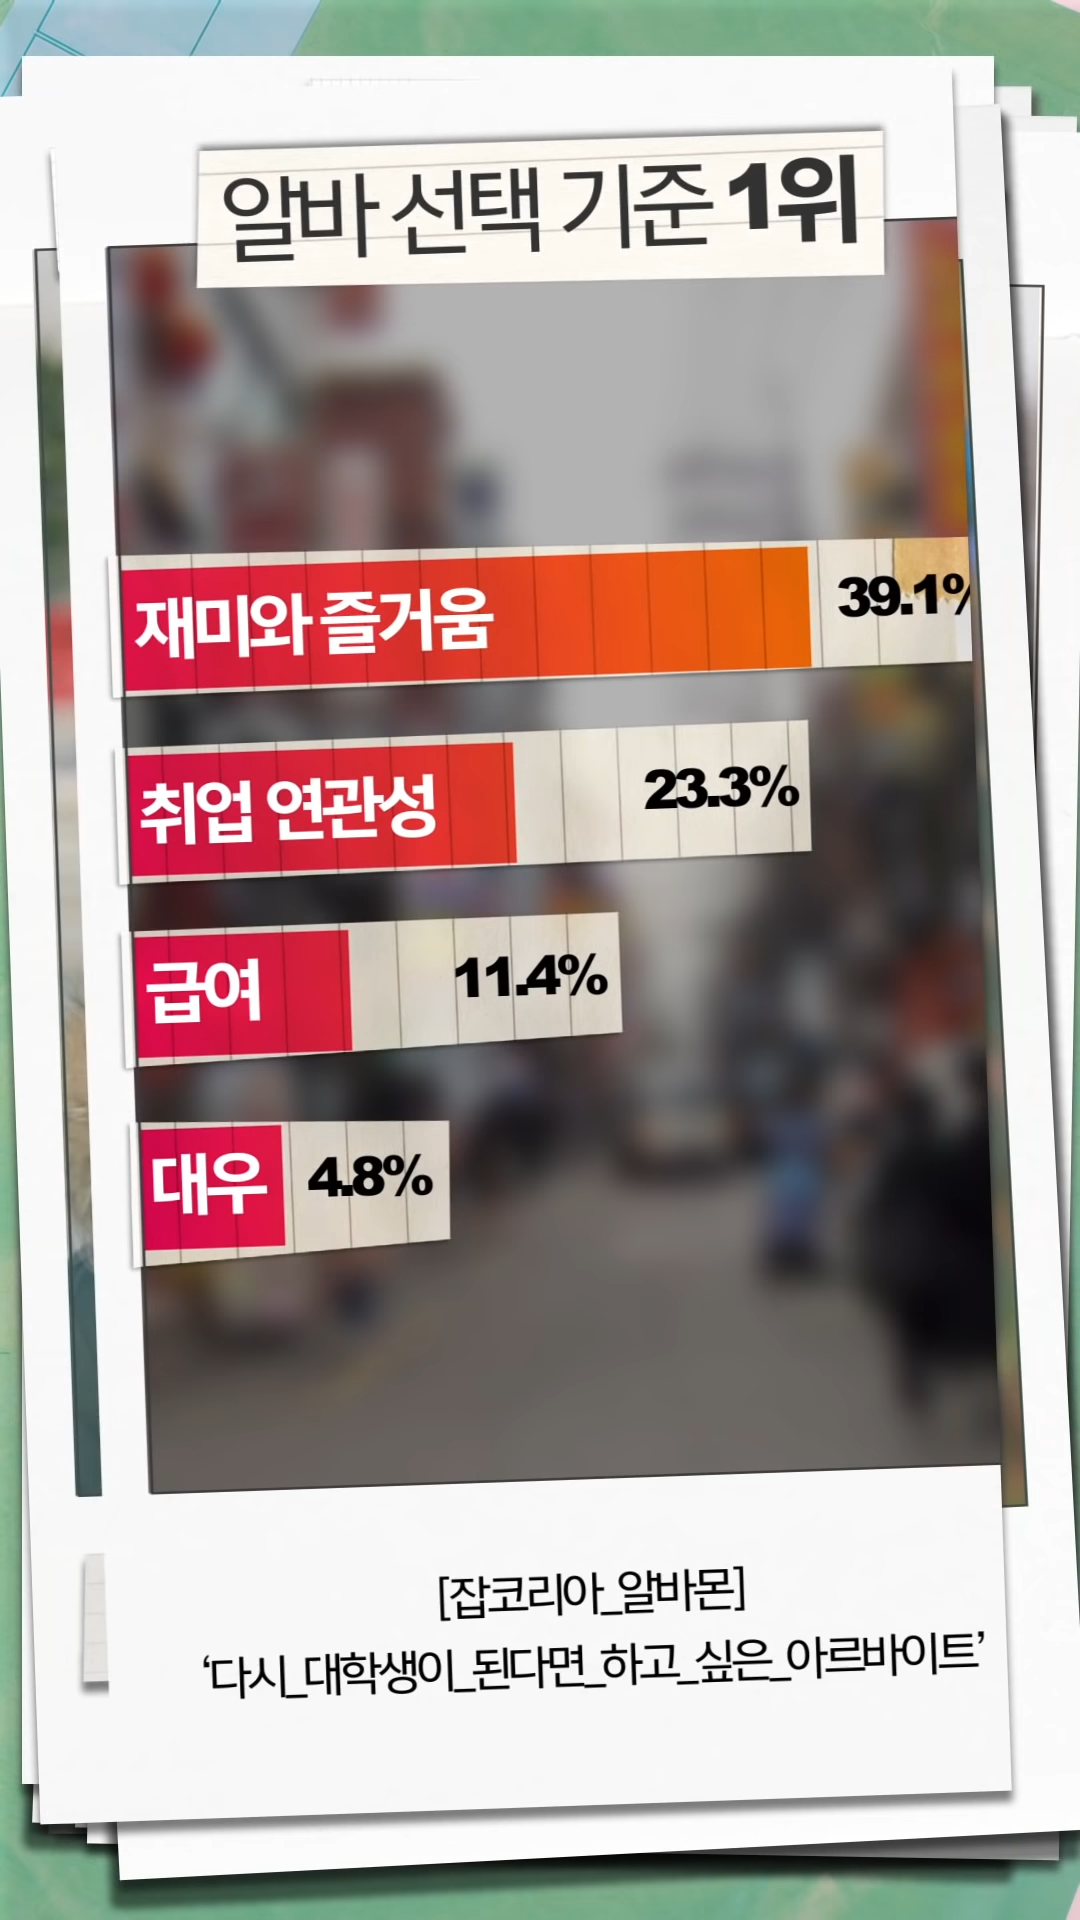 알바 선택 기준 1위
재미와 즐거움 39.1%
취업 연관성 23.3%
급여 11.4%
대우 4.8%
[잡코리아_알바몬]
‘다시_대학생이_된다면_하고_싶은_아르바이트’